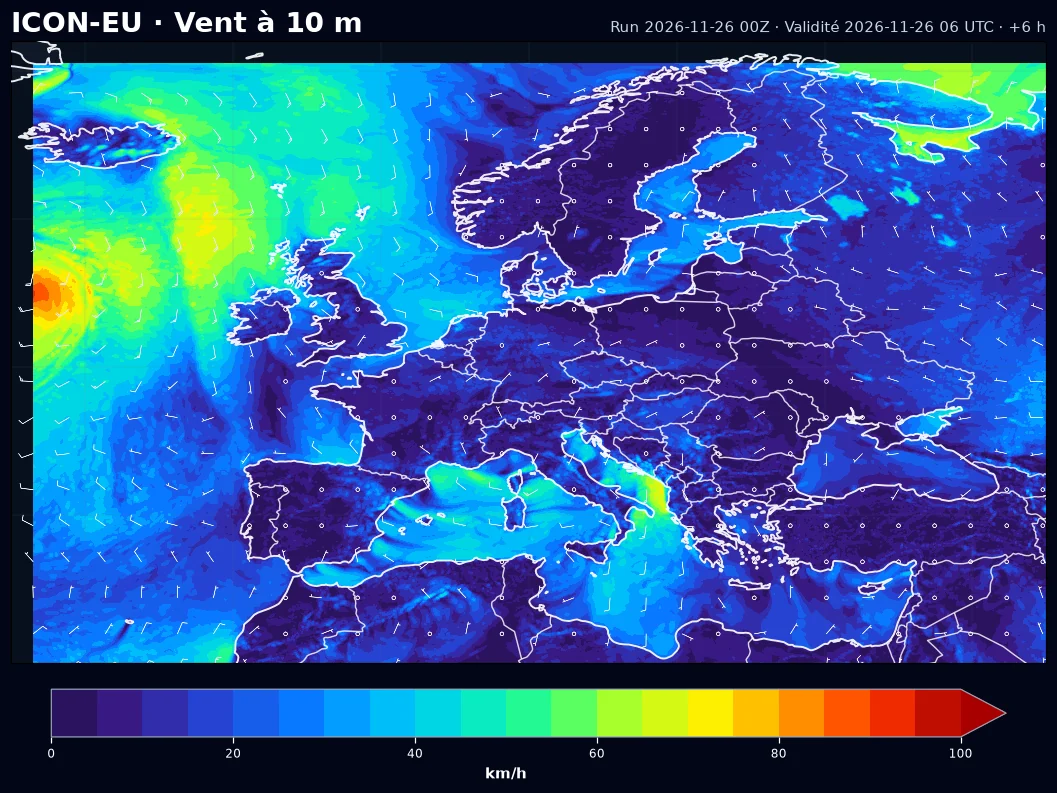 ICON-EU · Vent à 10 m
Run 2026-11-26 00Z · Validité 2026-11-26 06 UTC · +6 h
0 20 40 60 80 100
km/h